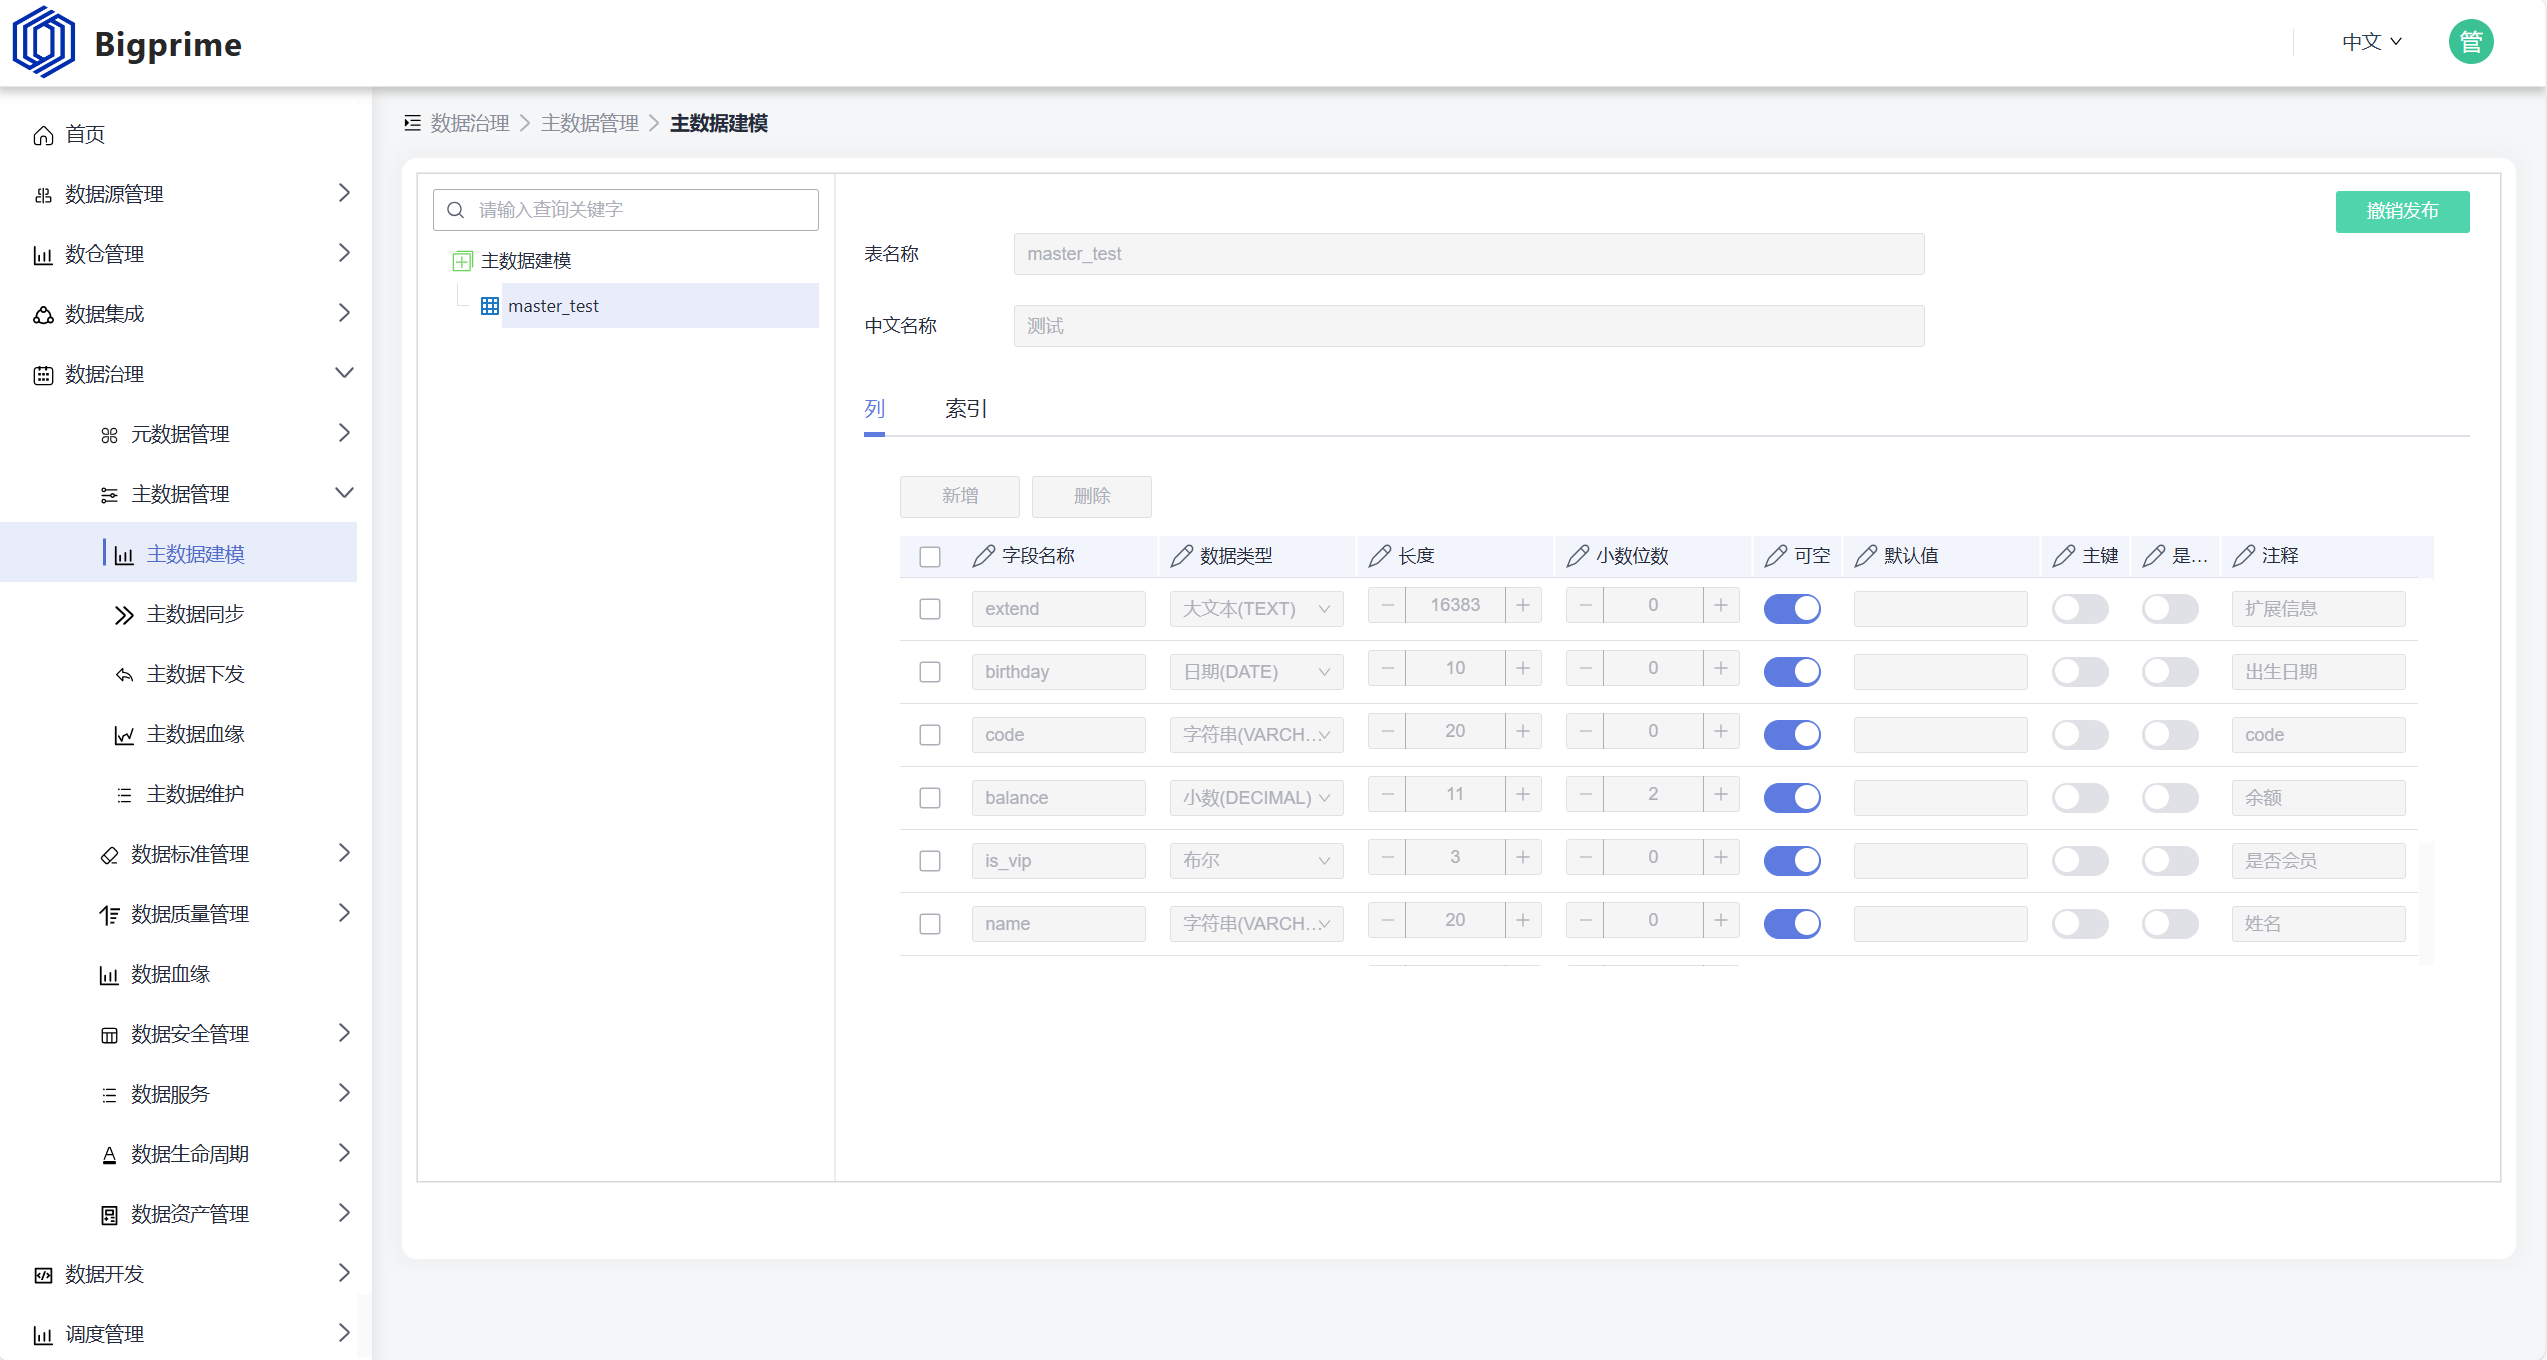 Bigprime
中文
管
首页
数据源管理
数仓管理
数据集成
数据治理
元数据管理
主数据管理
主数据建模
主数据同步
主数据下发
主数据血缘
主数据维护
数据标准管理
数据质量管理
数据血缘
数据安全管理
数据服务
数据生命周期
数据资产管理
数据开发
调度管理
数据治理 > 主数据管理 > 主数据建模
请输入查询关键字
主数据建模
master_test
撤销发布
表名称 master_test
中文名称 测试
列 索引
新增 删除
字段名称 数据类型 长度 小数位数 可空 默认值 主键 是... 注释
extend 大文本(TEXT) 16383 0 扩展信息
birthday 日期(DATE) 10 0 出生日期
code 字符串(VARCH... 20 0 code
balance 小数(DECIMAL) 11 2 余额
is_vip 布尔 3 0 是否会员
name 字符串(VARCH... 20 0 姓名